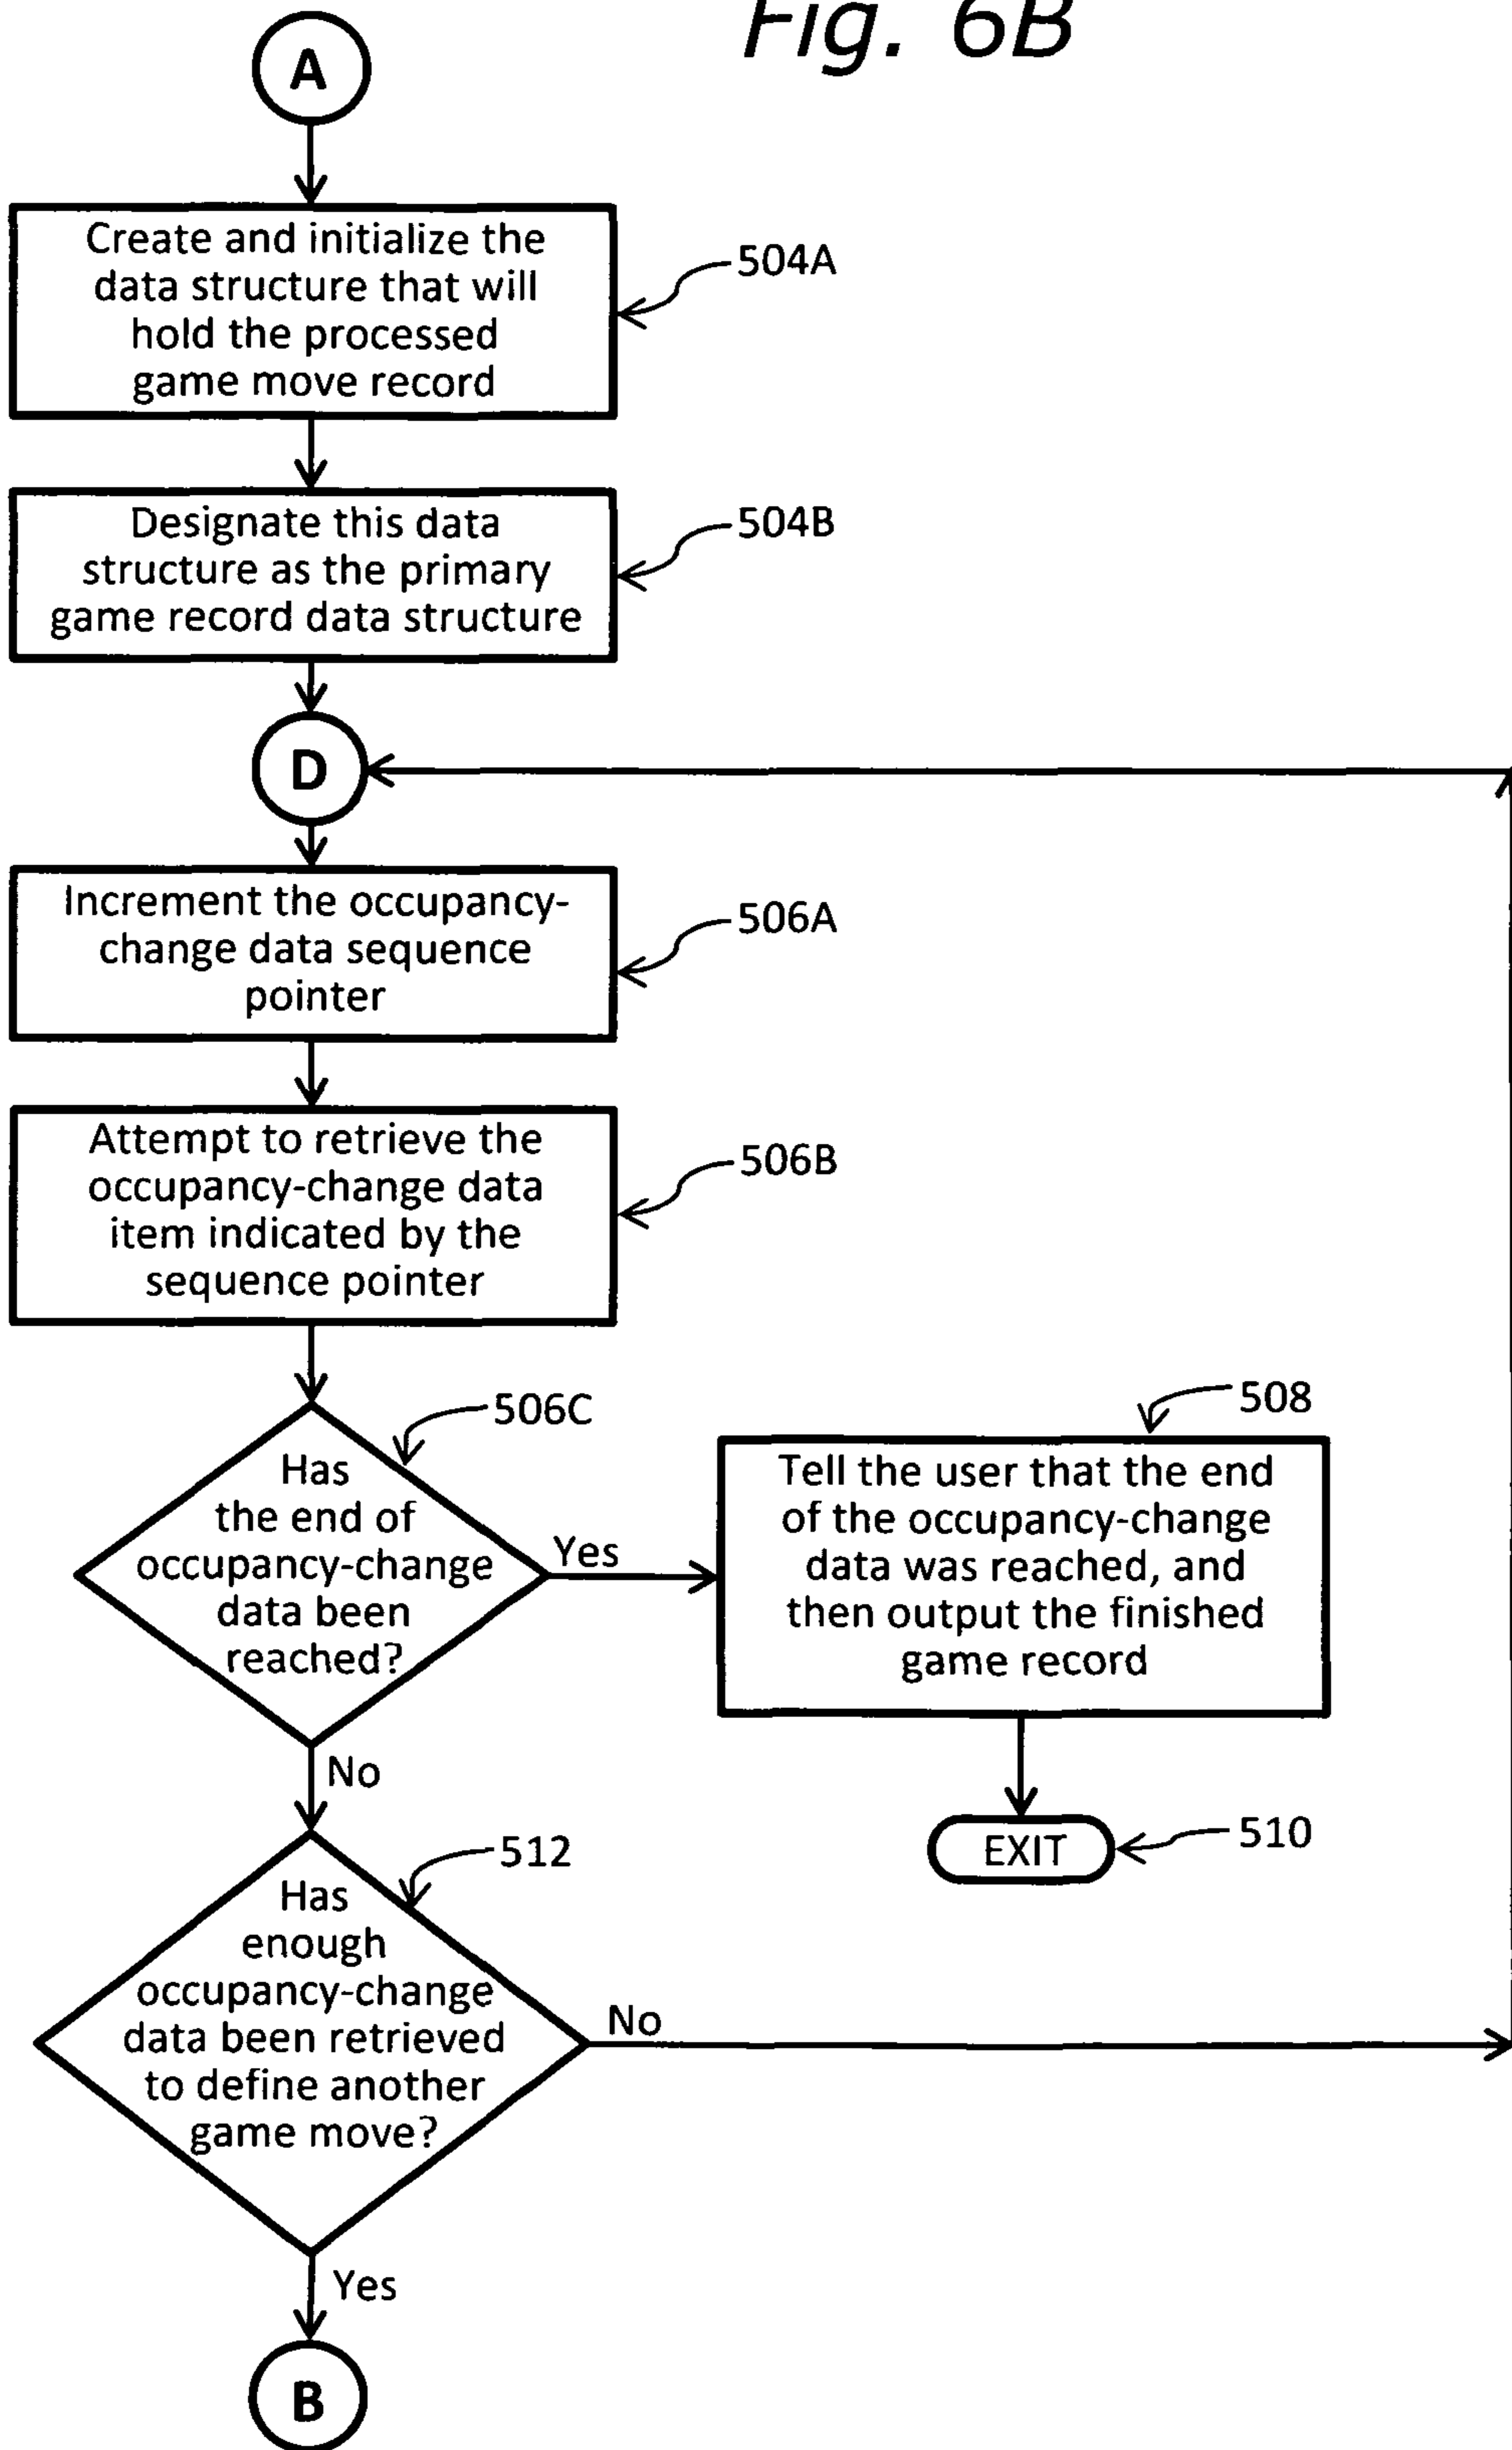 Fig. 6B
A
Create and initialize the
data structure that will
hold the processed
game move record
504A
Designate this data
structure as the primary
game record data structure
504B
D
Increment the occupancy-
change data sequence
pointer
506A
Attempt to retrieve the
occupancy-change data
item indicated by the
sequence pointer
506B
506C
Has
the end of
occupancy-change
data been
reached?
Yes
508
Tell the user that the end
of the occupancy-change
data was reached, and
then output the finished
game record
EXIT
510
No
512
Has
enough
occupancy-change
data been retrieved
to define another
game move?
No
Yes
B